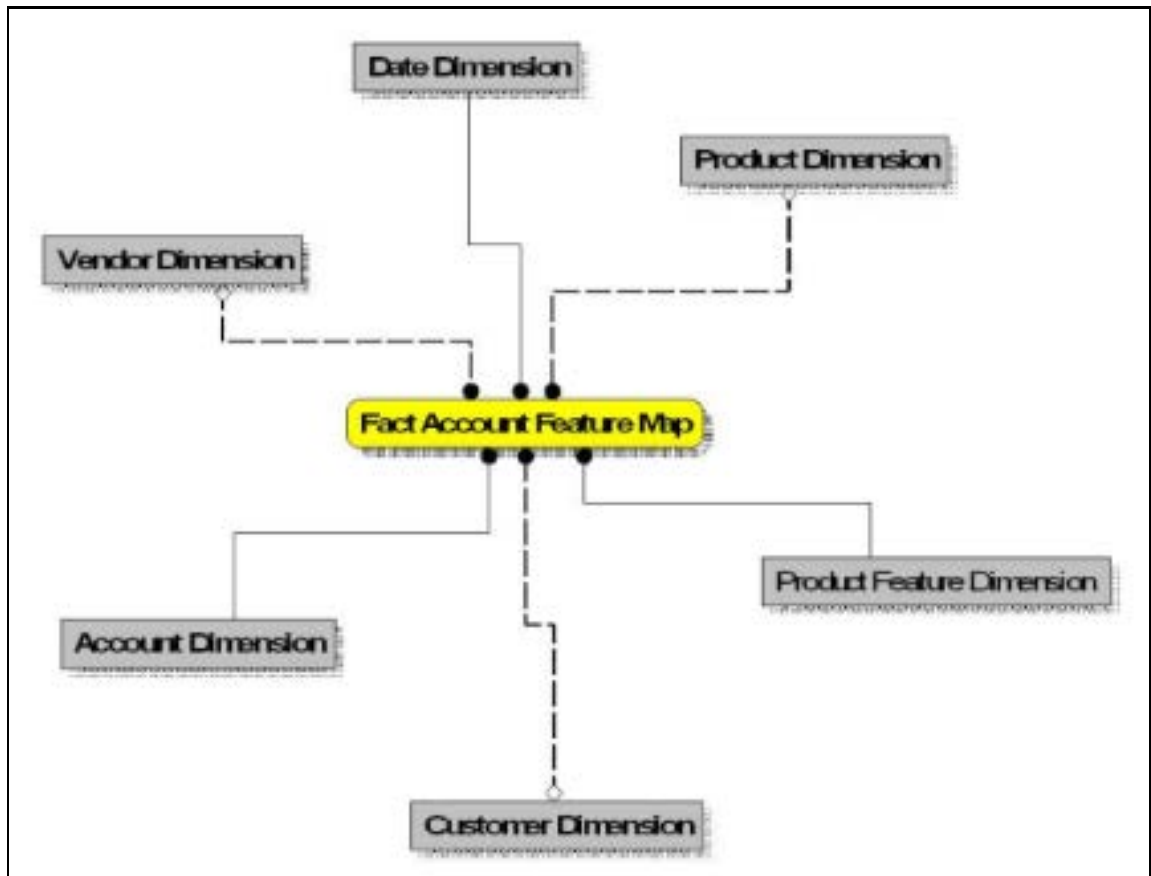 Date Dimension
Product Dimension
Vendor Dimension
Fact Account Feature Map
Product Feature Dimension
Account Dimension
Customer Dimension